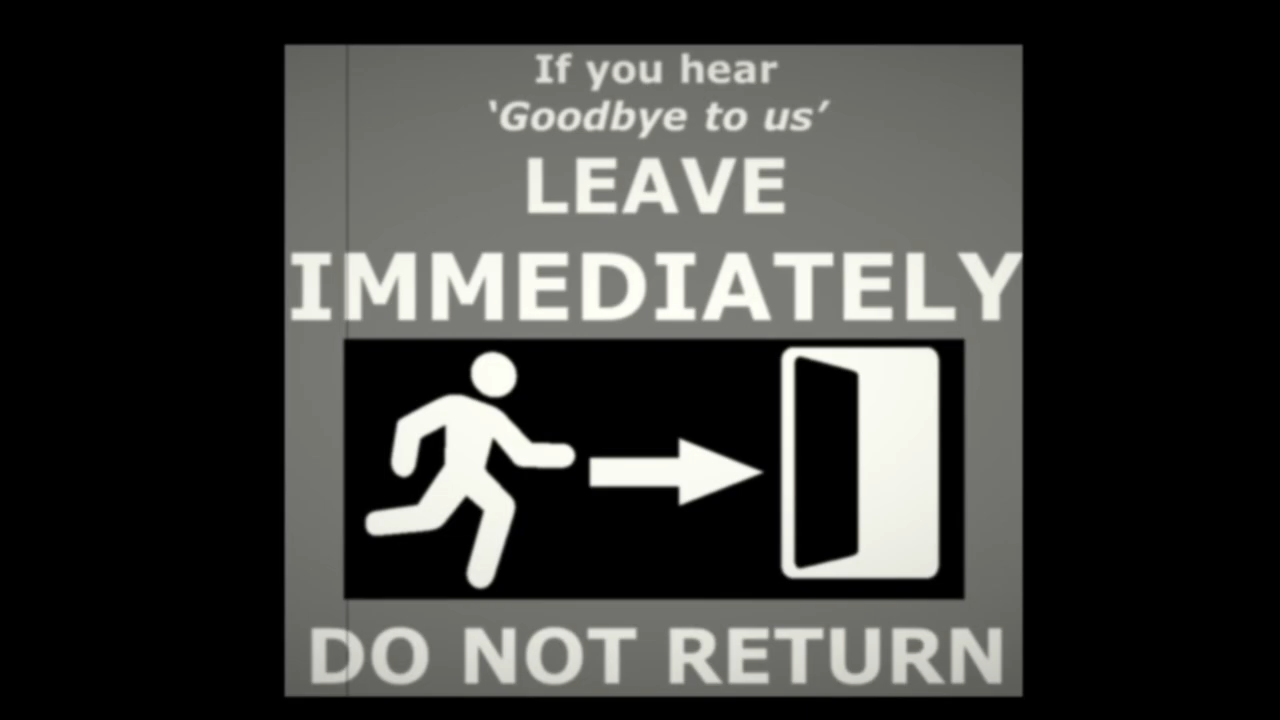 If you hear
‘Goodbye to us’
LEAVE
IMMEDIATELY
DO NOT RETURN